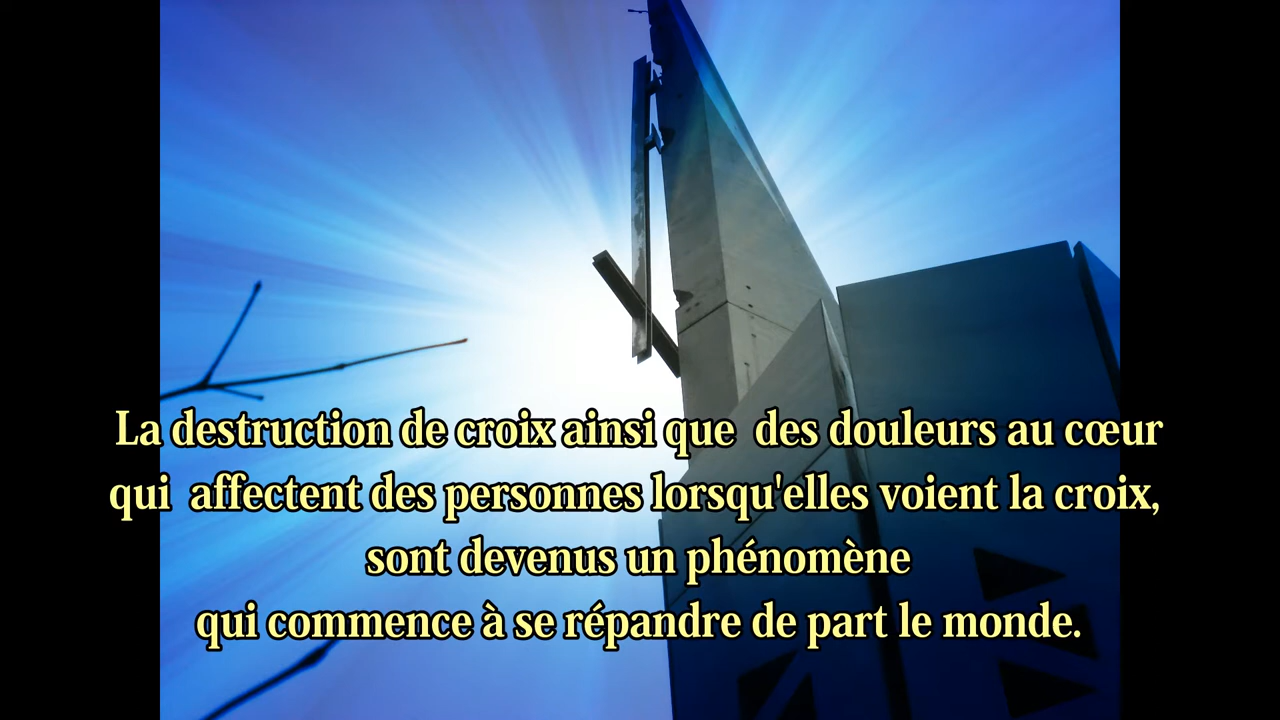 La destruction de croix ainsi que  des douleurs au cœur
qui  affectent des personnes lorsqu'elles voient la croix,
sont devenus un phénomène
qui commence à se répandre de part le monde.